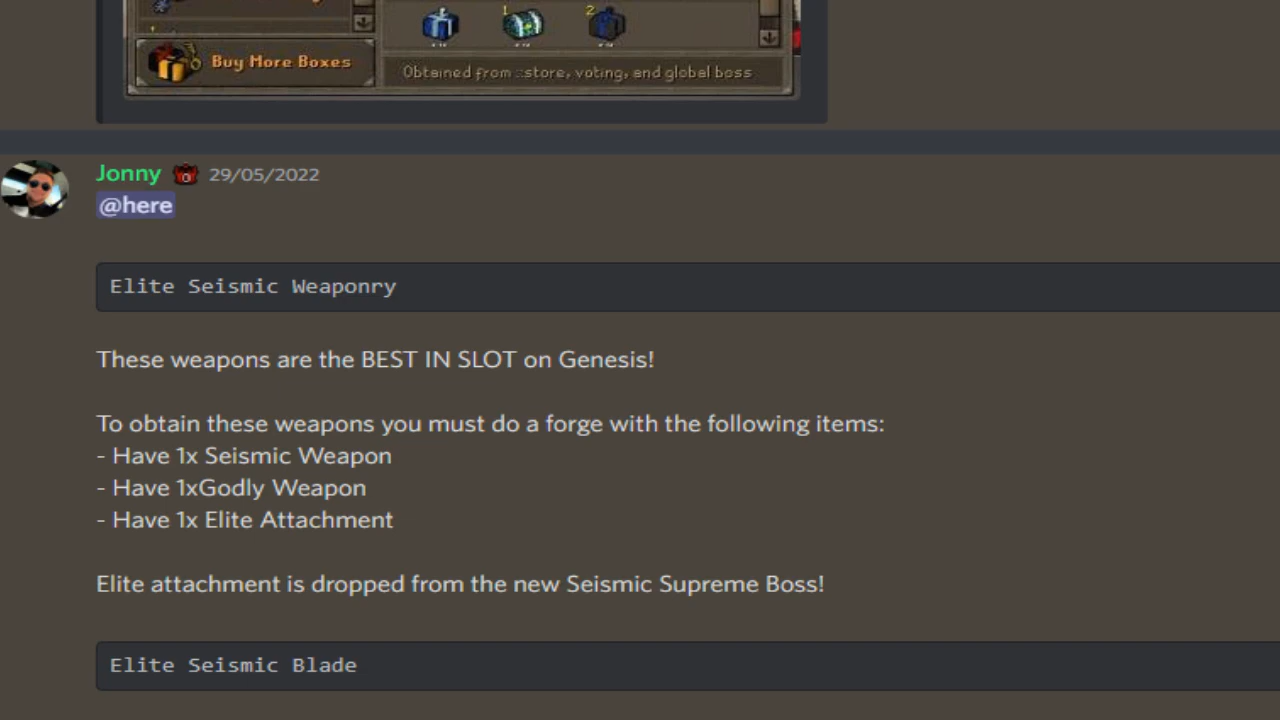 1
2
Buy More Boxes
Obtained from ::store, voting, and global boss
Jonny 29/05/2022
@here
Elite Seismic Weaponry
These weapons are the BEST IN SLOT on Genesis!
To obtain these weapons you must do a forge with the following items:
- Have 1x Seismic Weapon
- Have 1xGodly Weapon
- Have 1x Elite Attachment
Elite attachment is dropped from the new Seismic Supreme Boss!
Elite Seismic Blade